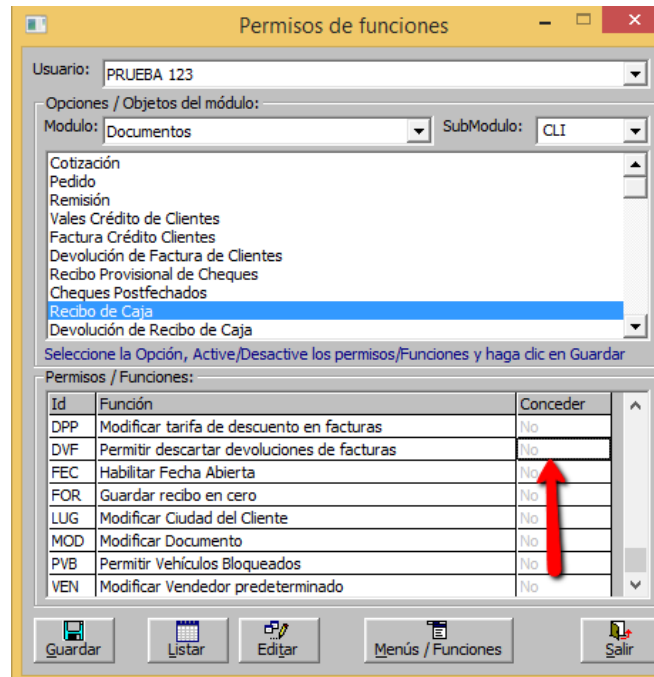 Permisos de funciones
Usuario: PRUEBA 123
Opciones / Objetos del módulo:
Modulo: Documentos SubModulo: CLI
Cotización
Pedido
Remisión
Vales Crédito de Clientes
Factura Crédito Clientes
Devolución de Factura de Clientes
Recibo Provisional de Cheques
Cheques Postfechados
Recibo de Caja
Devolución de Recibo de Caja
Seleccione la Opción, Active/Desactive los permisos/Funciones y haga clic en Guardar
Permisos / Funciones:
Id Función Conceder
DPP Modificar tarifa de descuento en facturas No
DVF Permitir descartar devoluciones de facturas No
FEC Habilitar Fecha Abierta No
FOR Guardar recibo en cero No
LUG Modificar Ciudad del Cliente No
MOD Modificar Documento No
PVB Permitir Vehículos Bloqueados No
VEN Modificar Vendedor predeterminado No
Guardar Listar Editar Menús / Funciones Salir